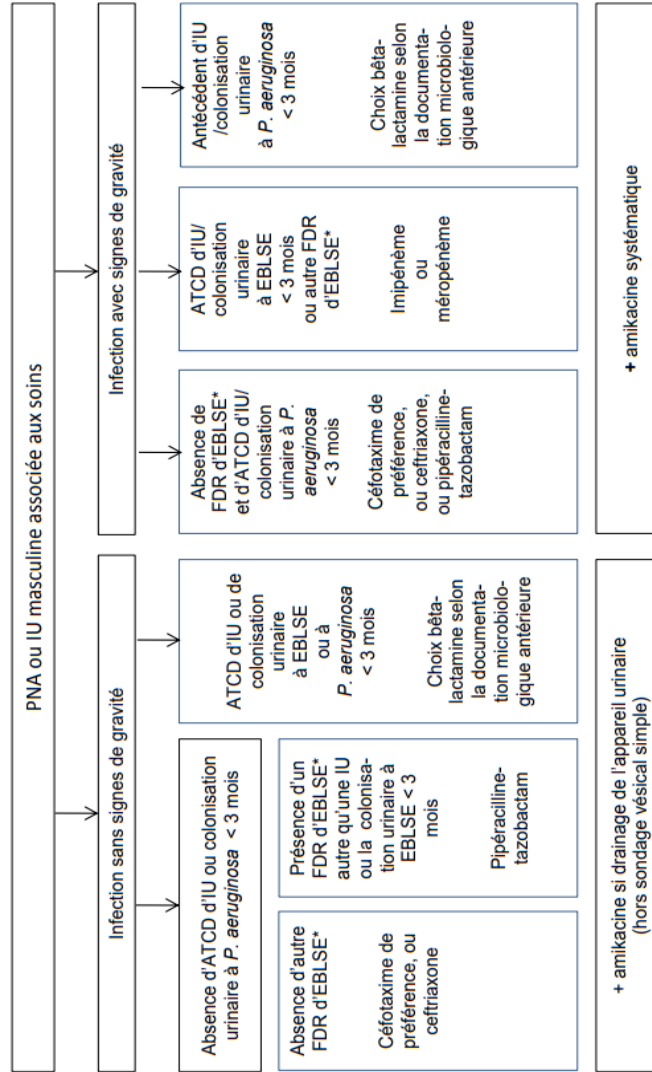 PNA ou IU masculine associée aux soins
Infection sans signes de gravité
Absence d'ATCD d'IU ou colonisation
urinaire à P. aeruginosa < 3 mois
Absence d'autre
FDR d'EBLSE*
Céfotaxime de
préférence, ou
ceftriaxone
Présence d'un
FDR d'EBLSE*
autre qu'une IU
ou la colonisa-
tion urinaire à
EBLSE < 3
mois
Pipéracilline-
tazobactam
ATCD d'IU ou de
colonisation
urinaire
à EBLSE
ou à
P. aeruginosa
< 3 mois
Choix bêta-
lactamine selon
la documenta-
tion microbiolo-
gique antérieure
+ amikacine si drainage de l'appareil urinaire
(hors sondage vésical simple)
Infection avec signes de gravité
Absence de
FDR d'EBLSE*
et d'ATCD d'IU/
colonisation
urinaire à P.
aeruginosa
< 3 mois
Céfotaxime de
préférence,
ou ceftriaxone,
ou pipéracilline-
tazobactam
ATCD d'IU/
colonisation
urinaire
à EBLSE
< 3 mois
ou autre FDR
d'EBLSE*
Imipénème
ou
méropénème
Antécédent d'IU
/colonisation
urinaire
à P. aeruginosa
< 3 mois
Choix bêta-
lactamine selon
la documenta-
tion microbiolo-
gique antérieure
+ amikacine systématique